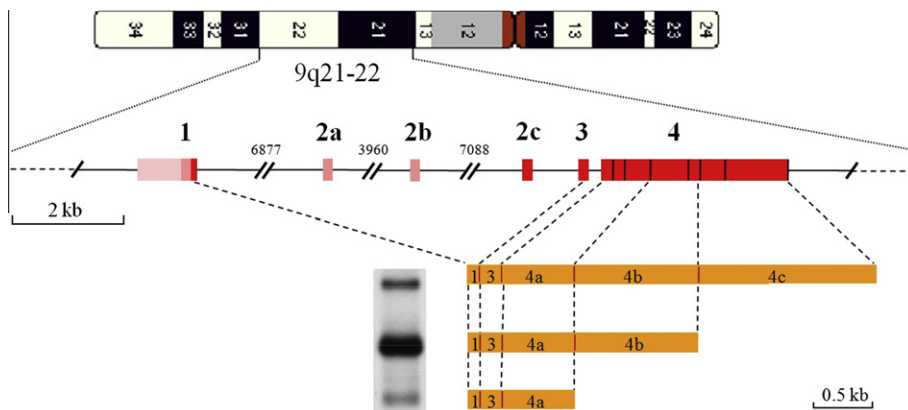 34 33 32 31 22 21 13 12 12 13 21 22 23 24
9q21-22
1 2a 2b 2c 3 4
6877 3960 7088
2 kb
1 3 4a 4b 4c
1 3 4a 4b
1 3 4a
0.5 kb